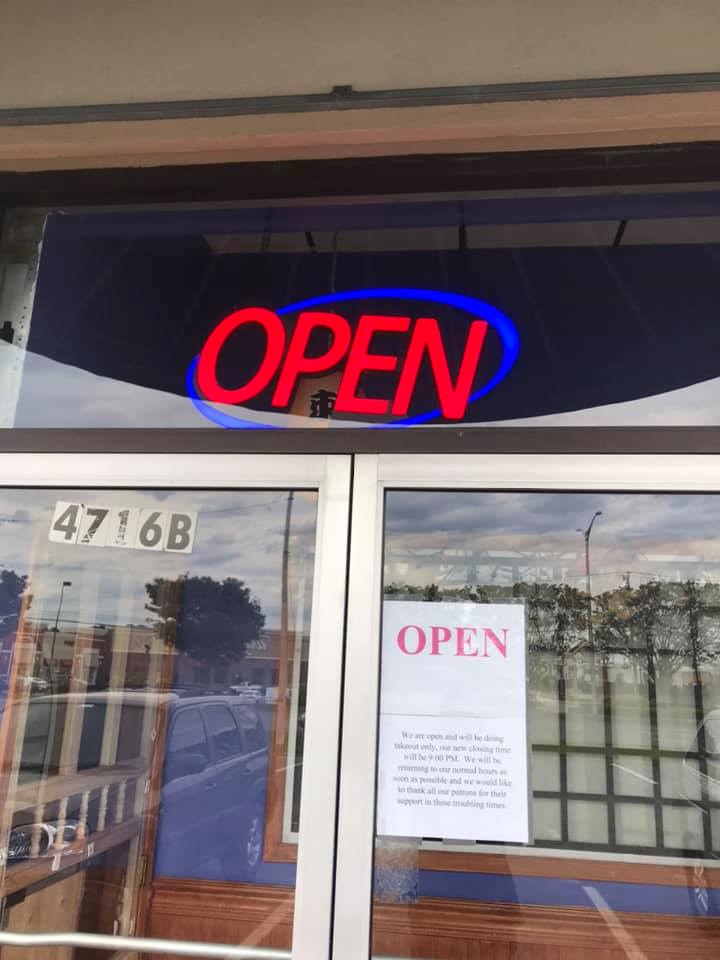 OPEN
4716B
OPEN
We are open and will be doing
takeout only, our new closing time
will be 9:00 PM. We will be
returning to our normal hours as
soon as possible and we would like
to thank all our patrons for their
support in these troubling times.